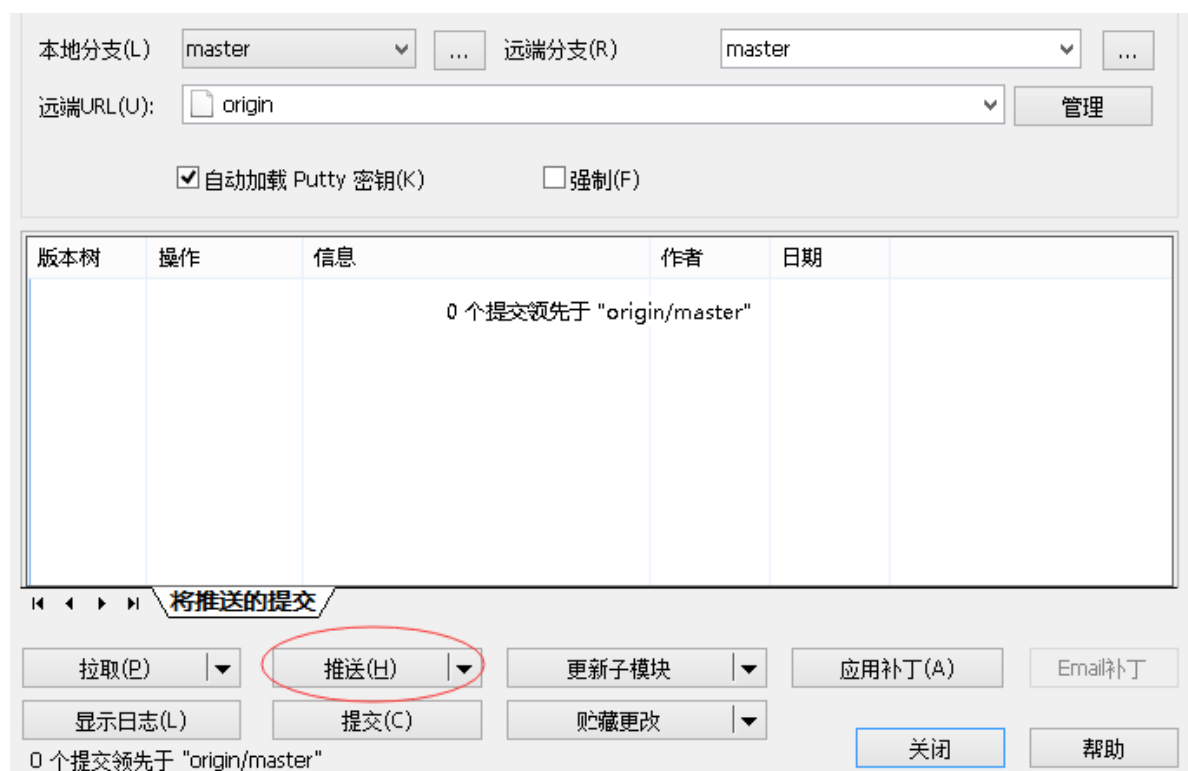 本地分支(L) master ... 远端分支(R) master ...
远端URL(U): origin 管理
自动加载 Putty 密钥(K) 强制(F)
版本树 操作 信息 作者 日期
0 个提交领先于 "origin/master"
将推送的提交
拉取(P) 推送(H) 更新子模块 应用补丁(A) Email补丁
显示日志(L) 提交(C) 贮藏更改 关闭 帮助
0 个提交领先于 "origin/master"